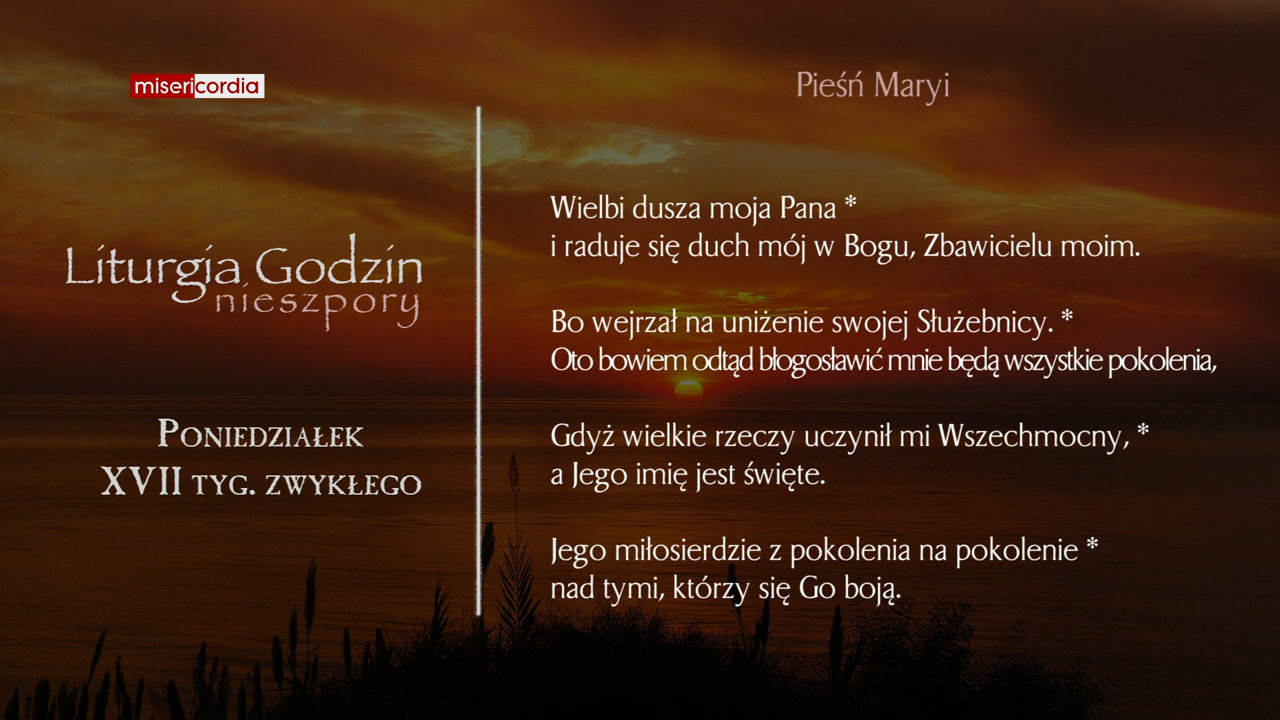 misericordia
Liturgia Godzin
nieszpory
Poniedziałek
XVII tyg. zwykłego
Pieśń Maryi
Wielbi dusza moja Pana *
i raduje się duch mój w Bogu, Zbawicielu moim.
Bo wejrzał na uniżenie swojej Służebnicy. *
Oto bowiem odtąd błogosławić mnie będą wszystkie pokolenia,
Gdyż wielkie rzeczy uczynił mi Wszechmocny, *
a Jego imię jest święte.
Jego miłosierdzie z pokolenia na pokolenie *
nad tymi, którzy się Go boją.